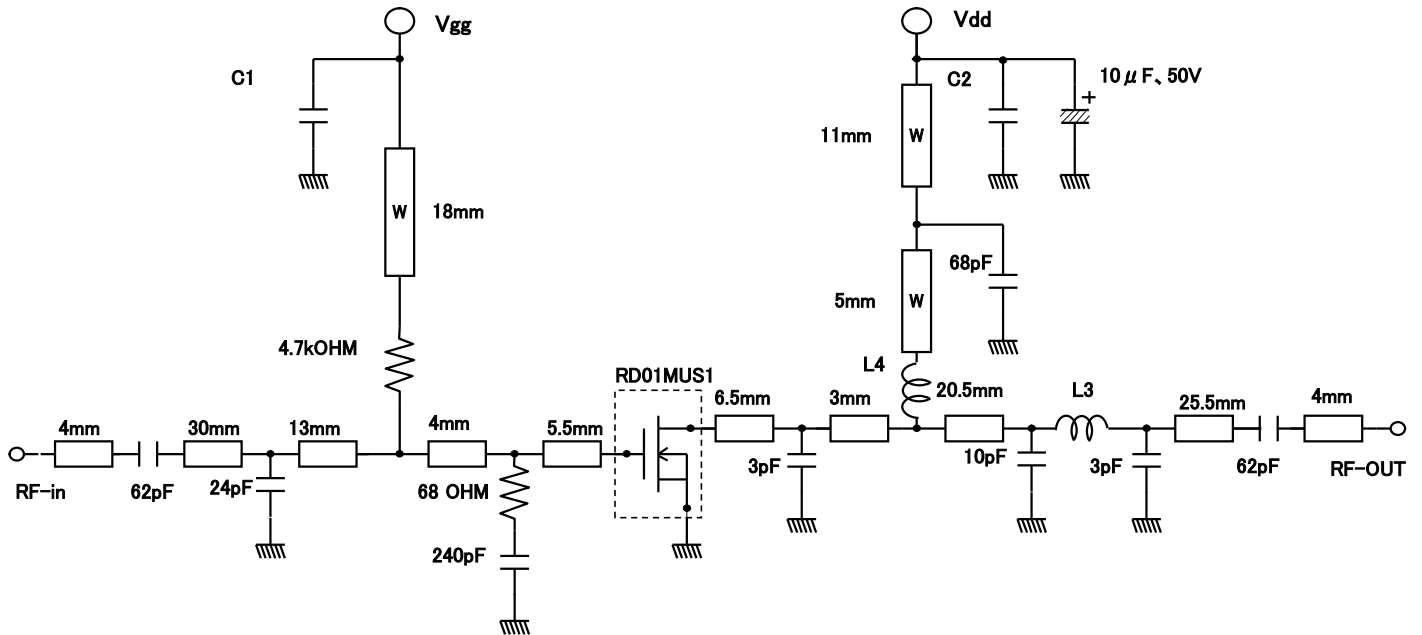 Vgg
Vdd
C1
C2
10μF、50V
W
11mm
W
18mm
68pF
5mm
W
4.7kOHM
L4
RD01MUS1
6.5mm
3mm
20.5mm
L3
25.5mm
4mm
4mm
30mm
13mm
4mm
5.5mm
RF-in
62pF
24pF
68 OHM
3pF
10pF
3pF
62pF
RF-OUT
240pF